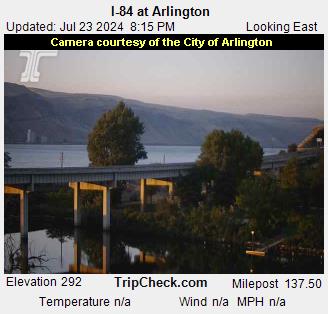 I-84 at Arlington
Updated: Jul 23 2024 8:15 PM Looking East
Camera courtesy of the City of Arlington
Elevation 292 TripCheck.com Milepost 137.50
Temperature n/a Wind n/a MPH n/a